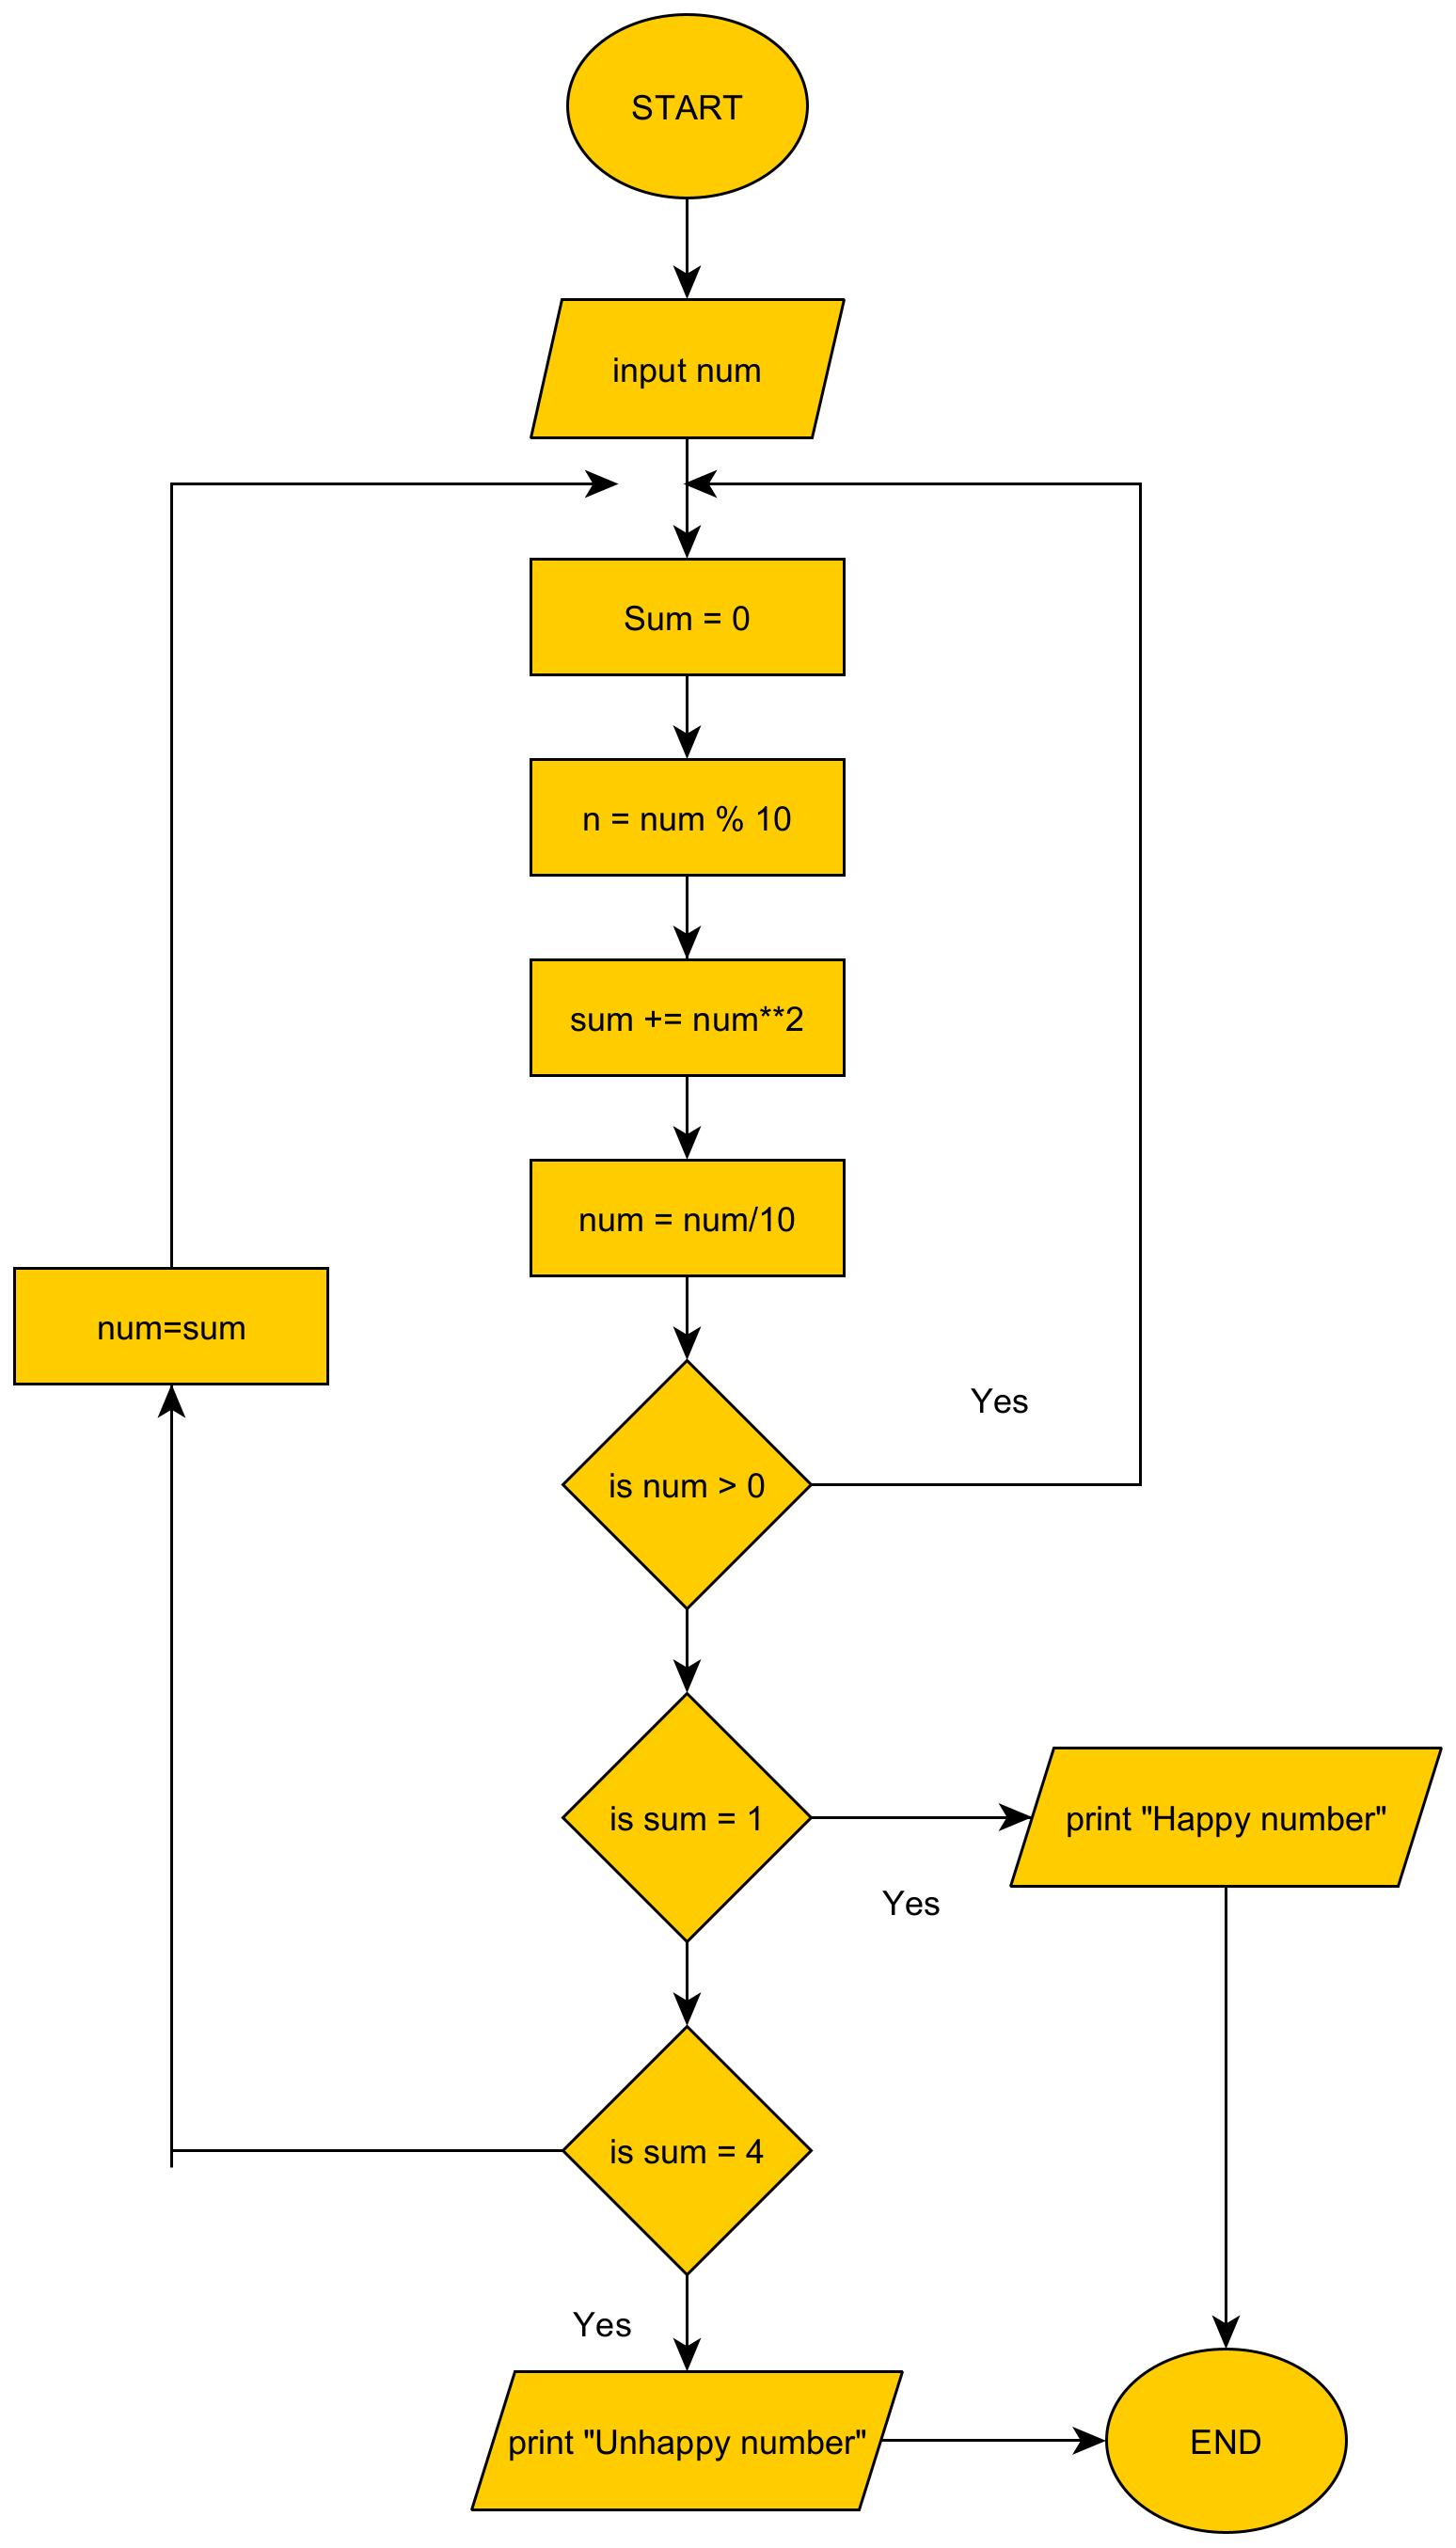 START
input num
Sum = 0
n = num % 10
sum += num**2
num = num/10
num=sum
is num > 0
Yes
is sum = 1
Yes
print "Happy number"
is sum = 4
Yes
print "Unhappy number"
END